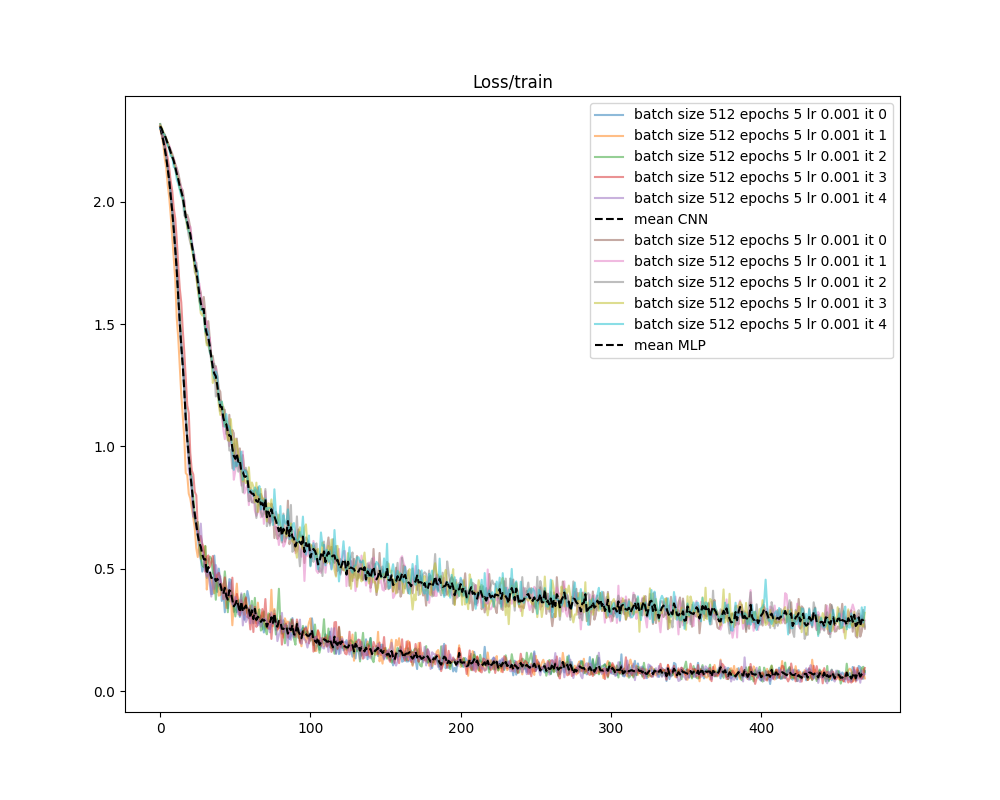 Loss/train
batch size 512 epochs 5 lr 0.001 it 0
batch size 512 epochs 5 lr 0.001 it 1
batch size 512 epochs 5 lr 0.001 it 2
batch size 512 epochs 5 lr 0.001 it 3
batch size 512 epochs 5 lr 0.001 it 4
mean CNN
batch size 512 epochs 5 lr 0.001 it 0
batch size 512 epochs 5 lr 0.001 it 1
batch size 512 epochs 5 lr 0.001 it 2
batch size 512 epochs 5 lr 0.001 it 3
batch size 512 epochs 5 lr 0.001 it 4
mean MLP
2.0
1.5
1.0
0.5
0.0
0 100 200 300 400